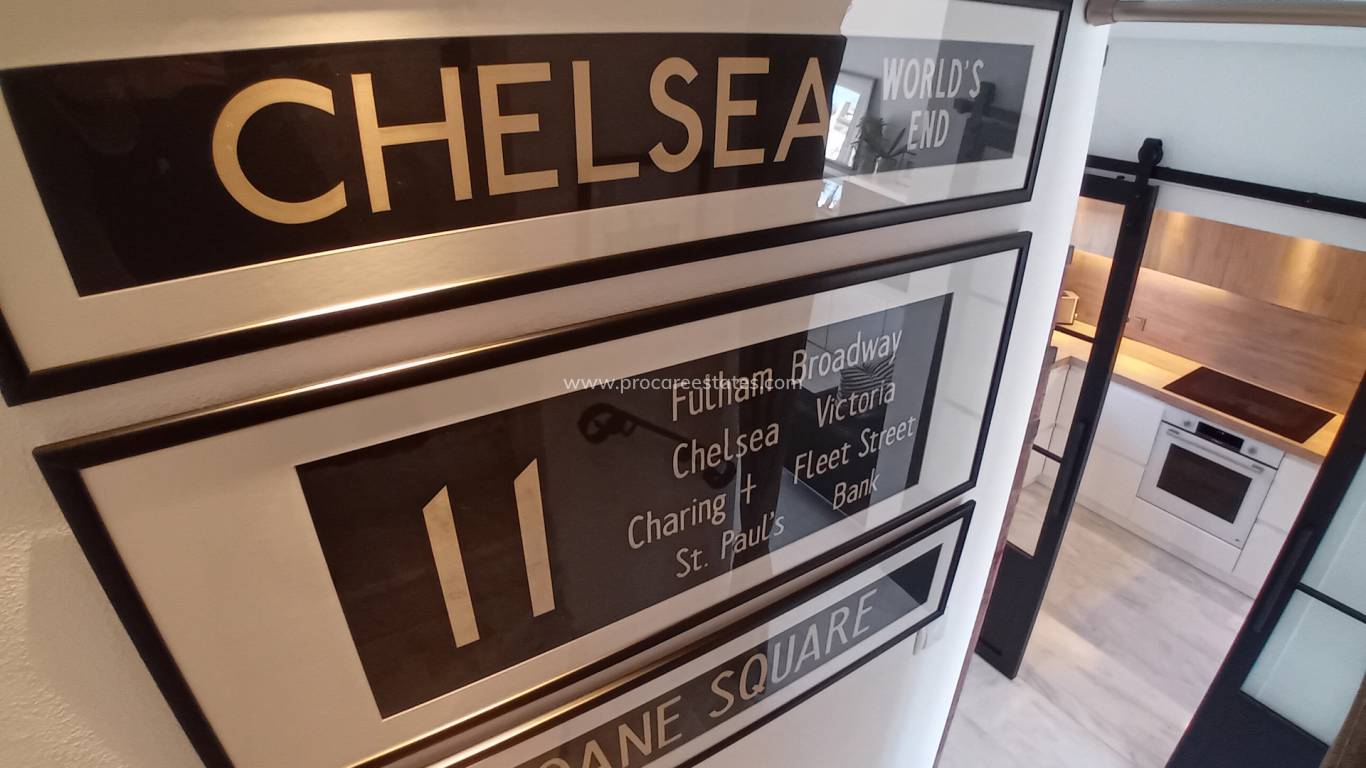 CHELSEA WORLD'S
END
www.procareestates.com
11 Fulham Broadway
Chelsea Victoria
Charing + Fleet Street
St. Paul's Bank
OANE SQUARE